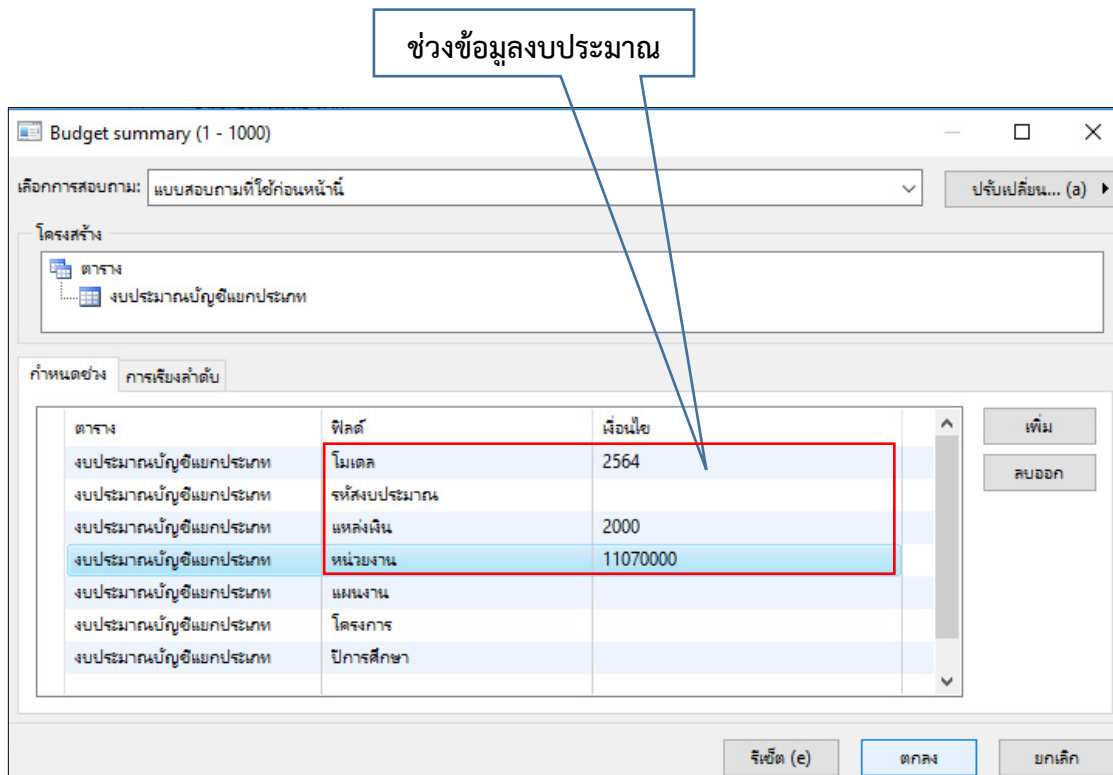 ช่วงข้อมูลงบประมาณ
Budget summary (1 - 1000)
เลือกการสอบถาม: แบบสอบถามที่ใช้ก่อนหน้านี้ ปรับเปลี่ยน... (a)
โครงสร้าง
ตาราง
งบประมาณบัญชีแยกประเภท
กำหนดช่วง การเรียงลำดับ
ตาราง ฟิลด์ เงื่อนไข เพิ่ม
งบประมาณบัญชีแยกประเภท โมเดล 2564 ลบออก
งบประมาณบัญชีแยกประเภท รหัสงบประมาณ
งบประมาณบัญชีแยกประเภท แหล่งเงิน 2000
งบประมาณบัญชีแยกประเภท หน่วยงาน 11070000
งบประมาณบัญชีแยกประเภท แผนงาน
งบประมาณบัญชีแยกประเภท โครงการ
งบประมาณบัญชีแยกประเภท ปีการศึกษา
รีเซ็ต (e) ตกลง ยกเลิก